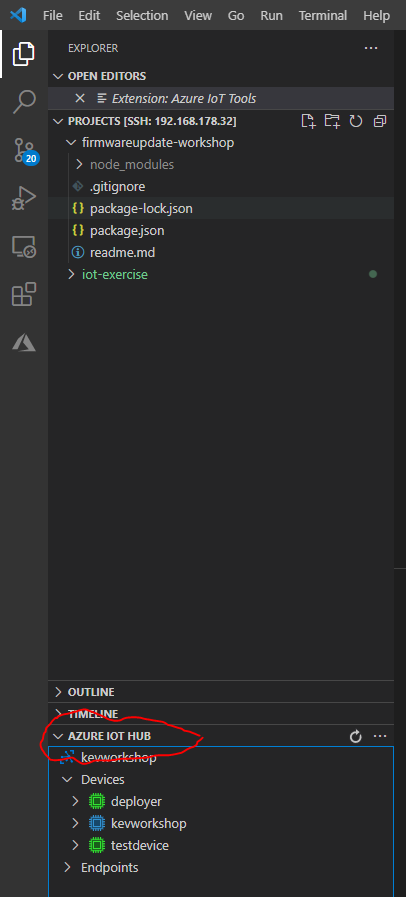 File Edit Selection View Go Run Terminal Help
EXPLORER
OPEN EDITORS
Extension: Azure IoT Tools
PROJECTS [SSH: 192.168.178.32]
firmwareupdate-workshop
node_modules
.gitignore
package-lock.json
package.json
readme.md
iot-exercise
20
OUTLINE
TIMELINE
AZURE IOT HUB
kevworkshop
Devices
deployer
kevworkshop
testdevice
Endpoints